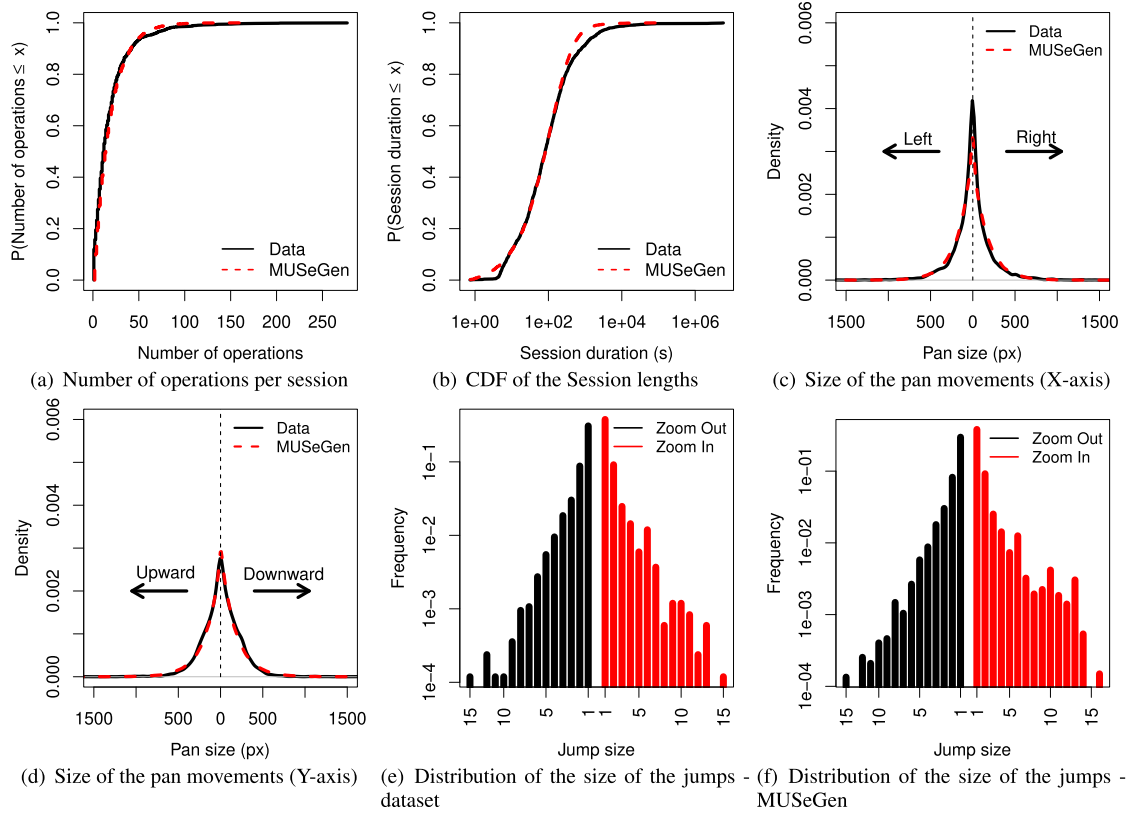 P(Number of operations ≤ x)
1.0
0.8
0.6
0.4
0.2
0.0
Data
MUSeGen
0 50 100 150 200 250
Number of operations
(a) Number of operations per session
P(Session duration ≤ x)
1.0
0.8
0.6
0.4
0.2
0.0
Data
MUSeGen
1e+00 1e+02 1e+04 1e+06
Session duration (s)
(b) CDF of the Session lengths
Density
0.006
0.004
0.002
0.000
Data
MUSeGen
Left Right
1500 500 0 500 1500
Pan size (px)
(c) Size of the pan movements (X-axis)
Density
0.006
0.004
0.002
0.000
Data
MUSeGen
Upward Downward
1500 500 0 500 1500
Pan size (px)
(d) Size of the pan movements (Y-axis)
Frequency
1e-1
1e-2
1e-3
1e-4
Zoom Out
Zoom In
15 10 5 1 1 5 10 15
Jump size
(e) Distribution of the size of the jumps -
dataset
Frequency
1e-01
1e-02
1e-03
1e-04
Zoom Out
Zoom In
15 10 5 1 1 5 10 15
Jump size
(f) Distribution of the size of the jumps -
MUSeGen